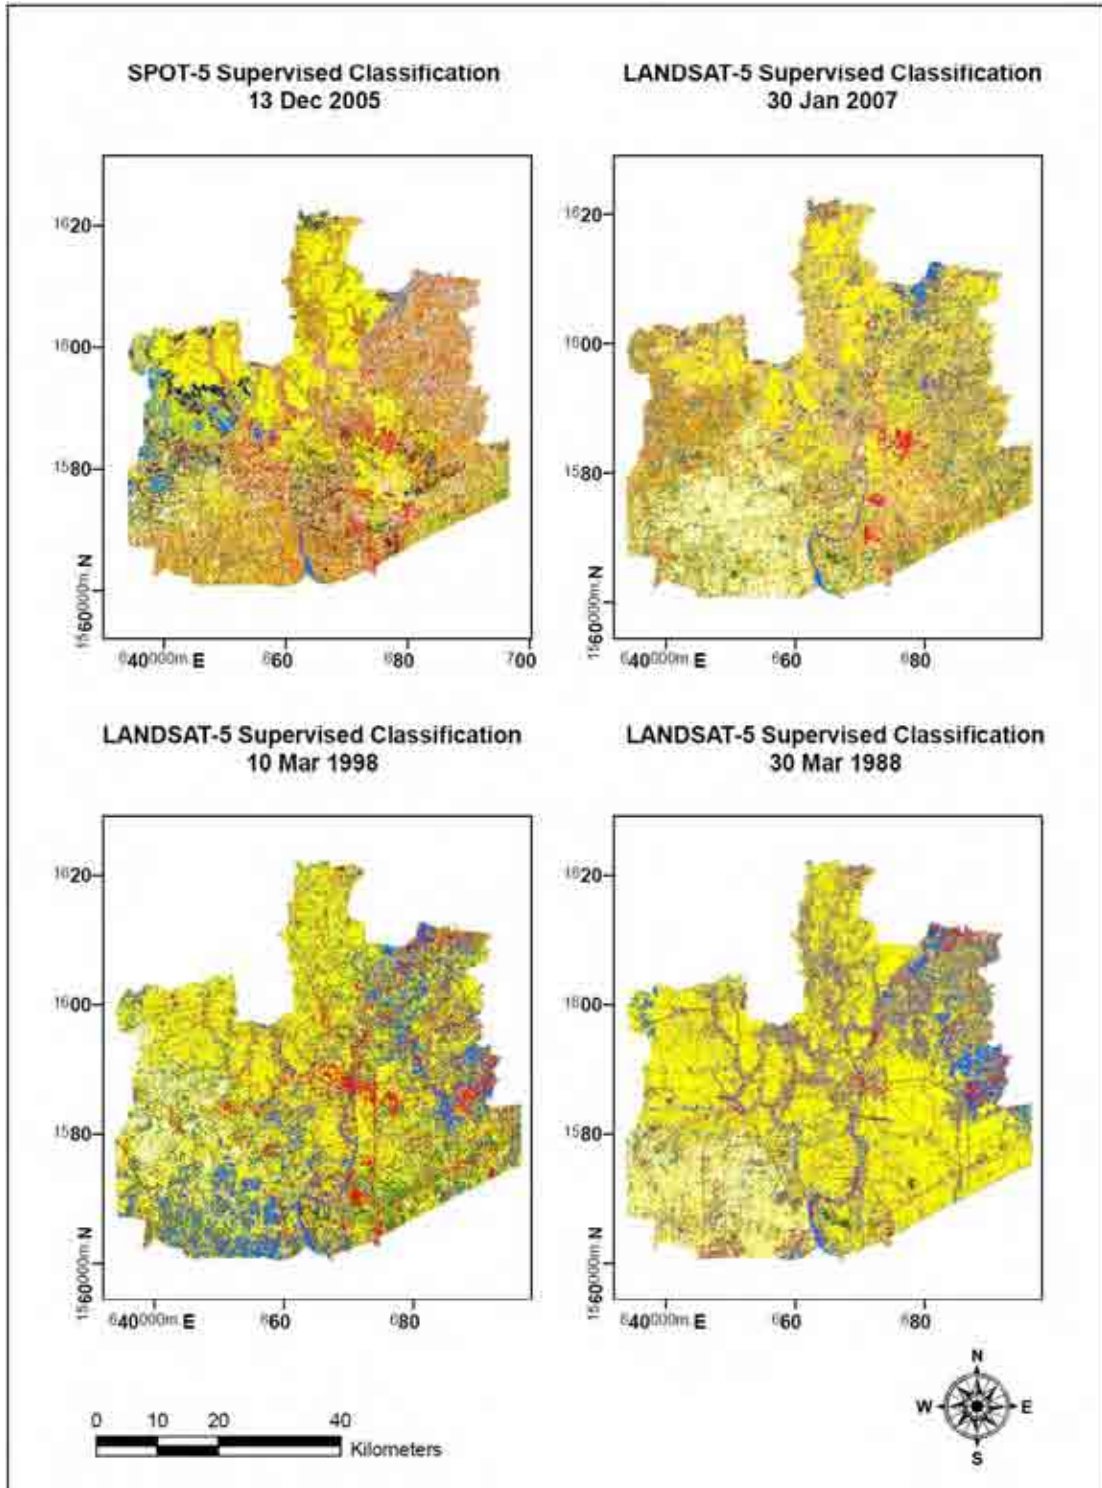 SPOT-5 Supervised Classification
13 Dec 2005
LANDSAT-5 Supervised Classification
30 Jan 2007
1620
1600
1580
1560000m. N
640000m. E
660
680
700
1620
1600
1580
1560000m. N
640000m. E
660
680
LANDSAT-5 Supervised Classification
10 Mar 1998
LANDSAT-5 Supervised Classification
30 Mar 1988
1620
1600
1580
1560000m. N
640000m. E
660
680
1620
1600
1580
1560000m. N
640000m. E
660
680
0 10 20 40
Kilometers
N
W E
S